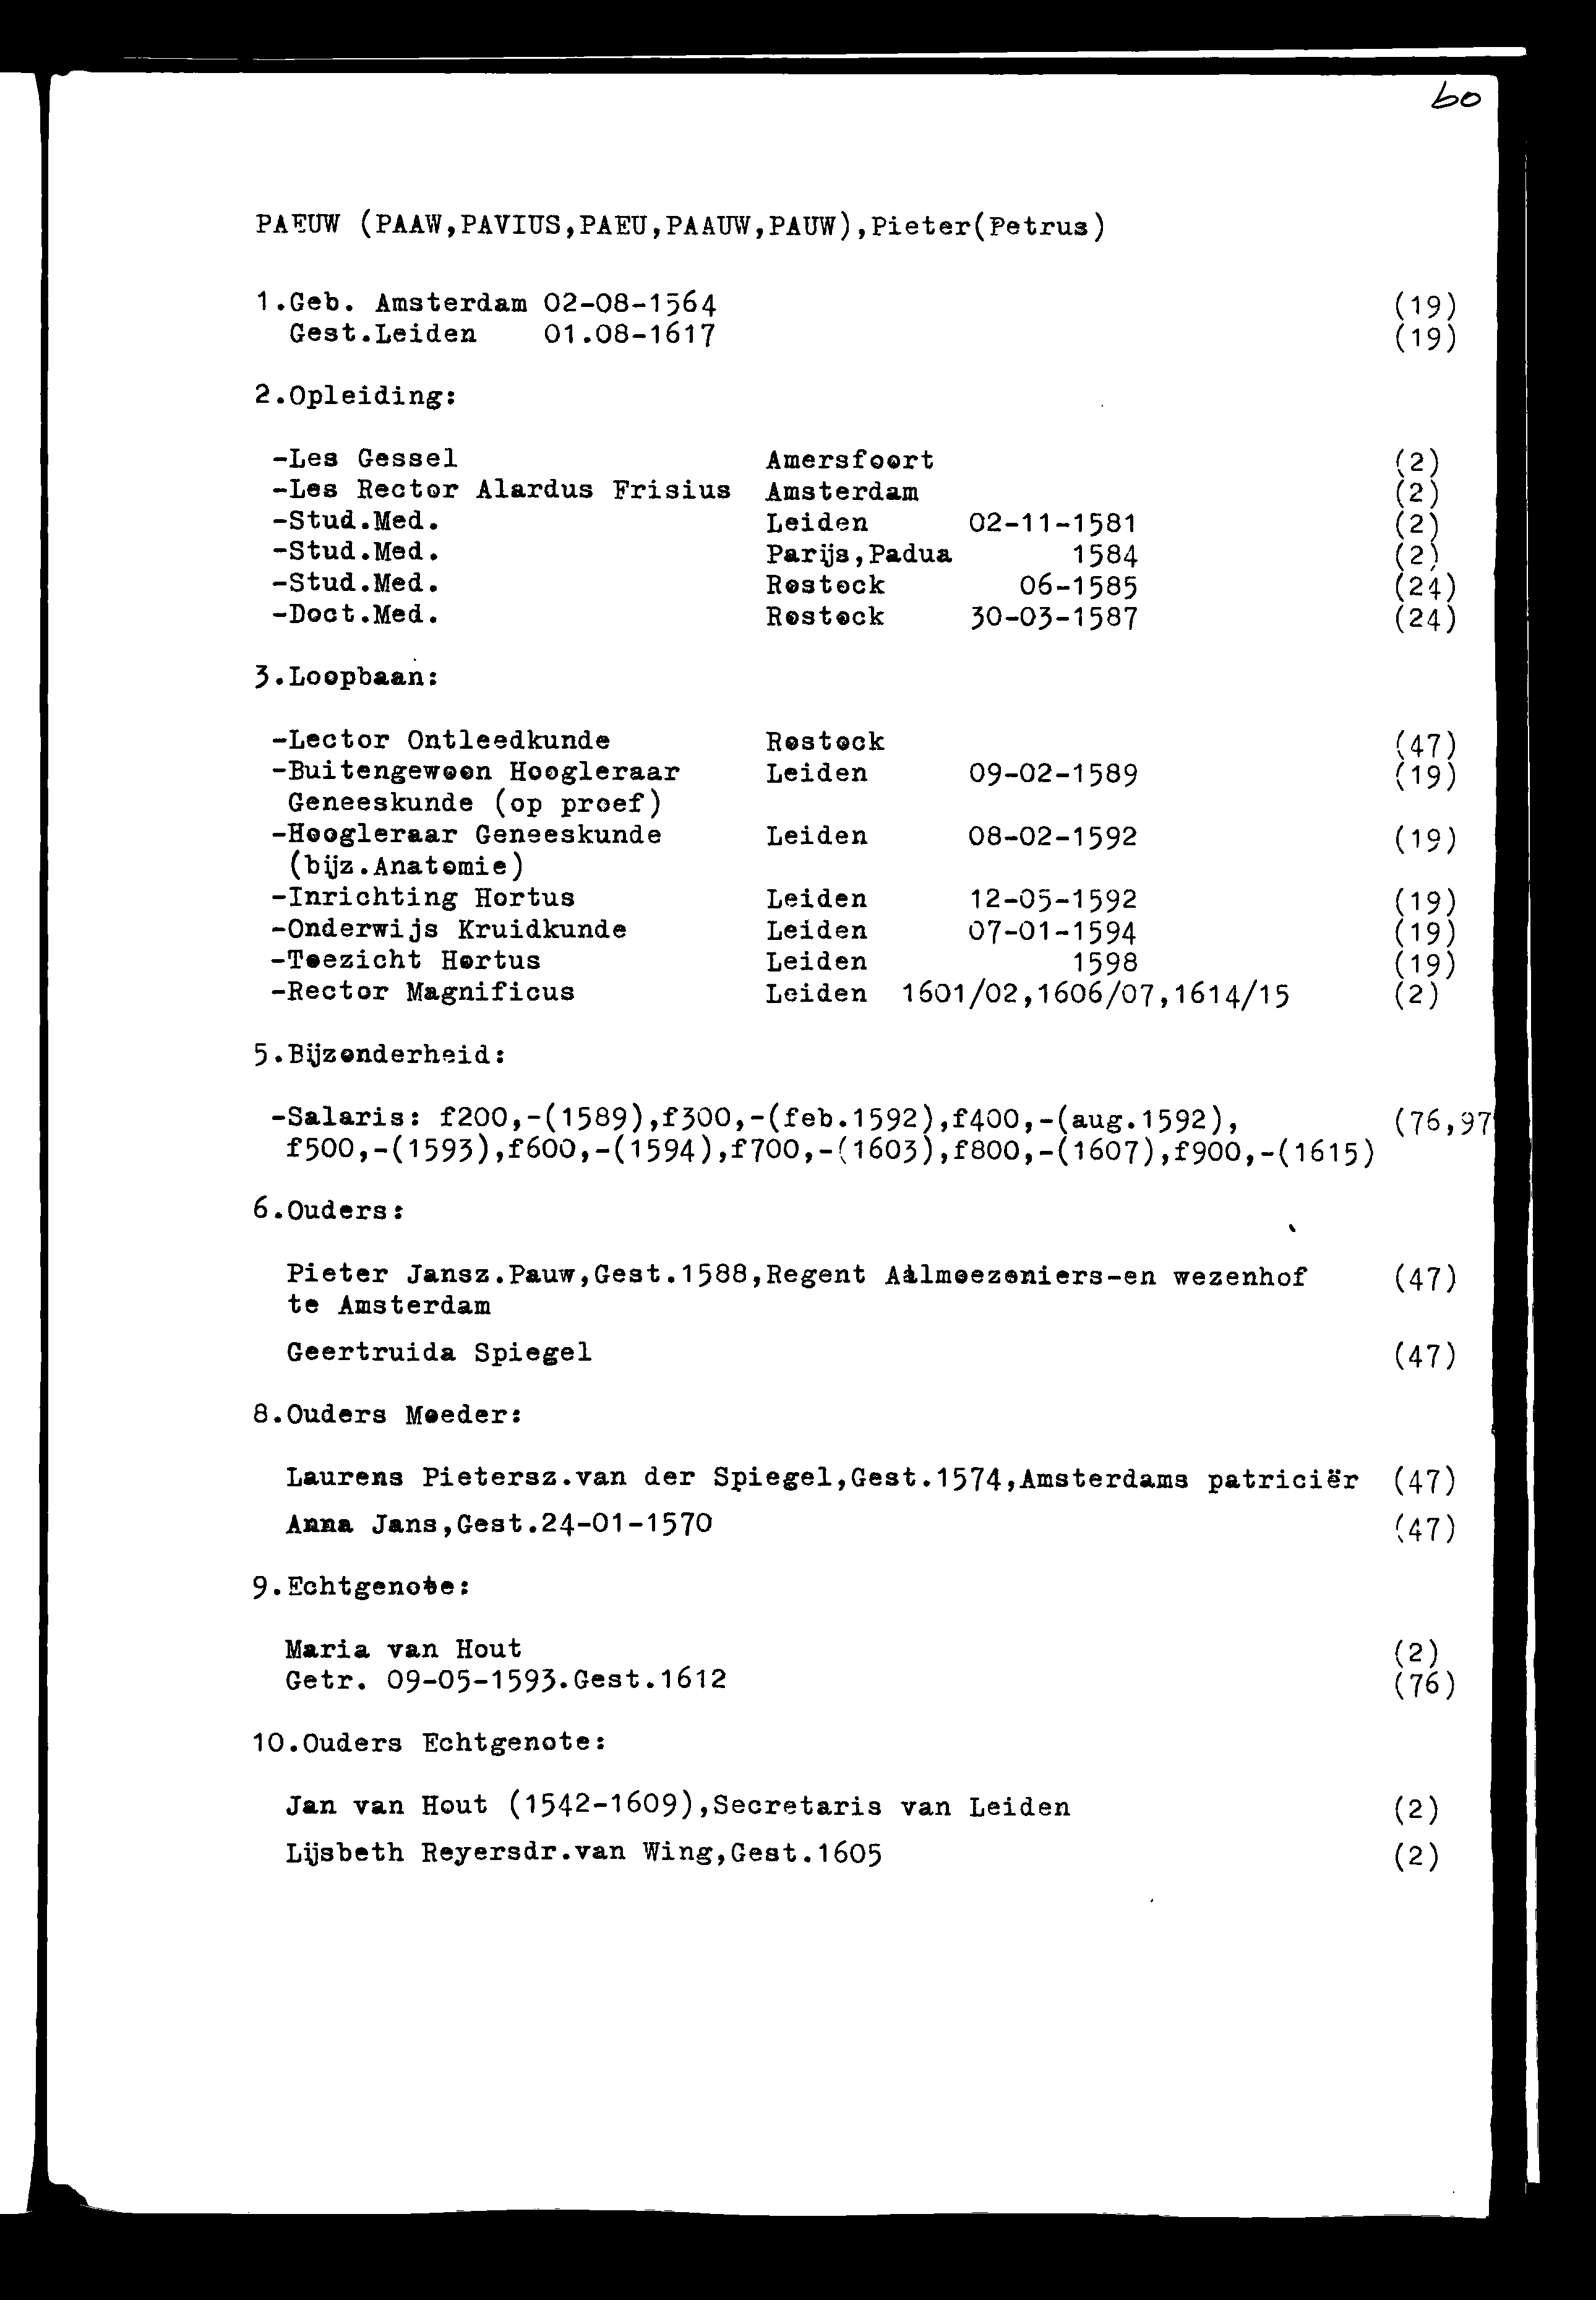 60
PAEUW (PAAW,PAVIUS,PAEU,PAAUW,PAUW),Pieter(Petrus)
1.Geb. Amsterdam 02-08-1564 (19)
Gest.Leiden 01.08-1617 (19)
2.Opleiding:
-Les Gessel Amersfoort (2)
-Les Rector Alardus Frisius Amsterdam (2)
-Stud.Med. Leiden 02-11-1581 (2)
-Stud.Med. Parijs,Padua 1584 (2)
-Stud.Med. Rostock 06-1585 (24)
-Doct.Med. Rostock 30-03-1587 (24)
3.Loopbaan:
-Lector Ontleedkunde Rostock (47)
-Buitengewoon Hoogleraar Leiden 09-02-1589 (19)
Geneeskunde (op proef)
-Hoogleraar Geneeskunde Leiden 08-02-1592 (19)
(bijz.Anatomie)
-Inrichting Hortus Leiden 12-05-1592 (19)
-Onderwijs Kruidkunde Leiden 07-01-1594 (19)
-Toezicht Hortus Leiden 1598 (19)
-Rector Magnificus Leiden 1601/02,1606/07,1614/15 (2)
5.Bijzonderheid:
-Salaris: f200,-(1589),f300,-(feb.1592),f400,-(aug.1592), (76,97
f500,-(1593),f600,-(1594),f700,-(1603),f800,-(1607),f900,-(1615)
6.Ouders:
Pieter Jansz.Pauw,Gest.1588,Regent Aalmoezeniers-en wezenhof (47)
te Amsterdam
Geertruida Spiegel (47)
8.Ouders Moeder:
Laurens Pietersz.van der Spiegel,Gest.1574,Amsterdams patriciër (47)
Anna Jans,Gest.24-01-1570 (47)
9.Echtgenote:
Maria van Hout (2)
Getr. 09-05-1593.Gest.1612 (76)
10.Ouders Echtgenote:
Jan van Hout (1542-1609),Secretaris van Leiden (2)
Lijsbeth Reyersdr.van Wing,Gest.1605 (2)